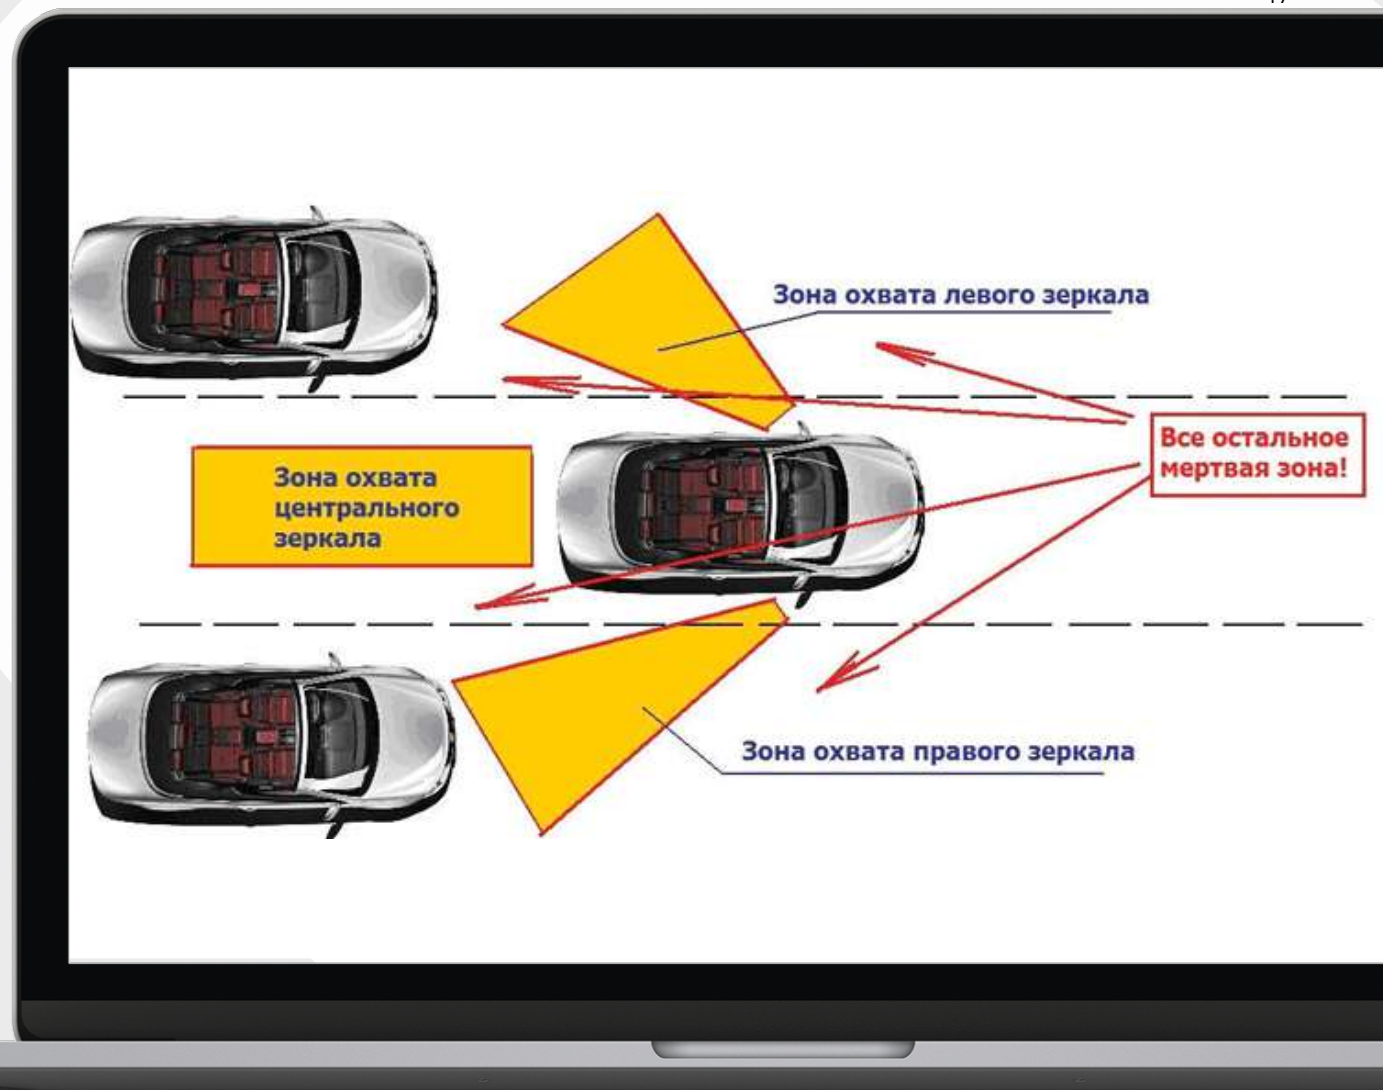 Зона охвата левого зеркала
Все остальное
мертвая зона!
Зона охвата
центрального
зеркала
Зона охвата правого зеркала